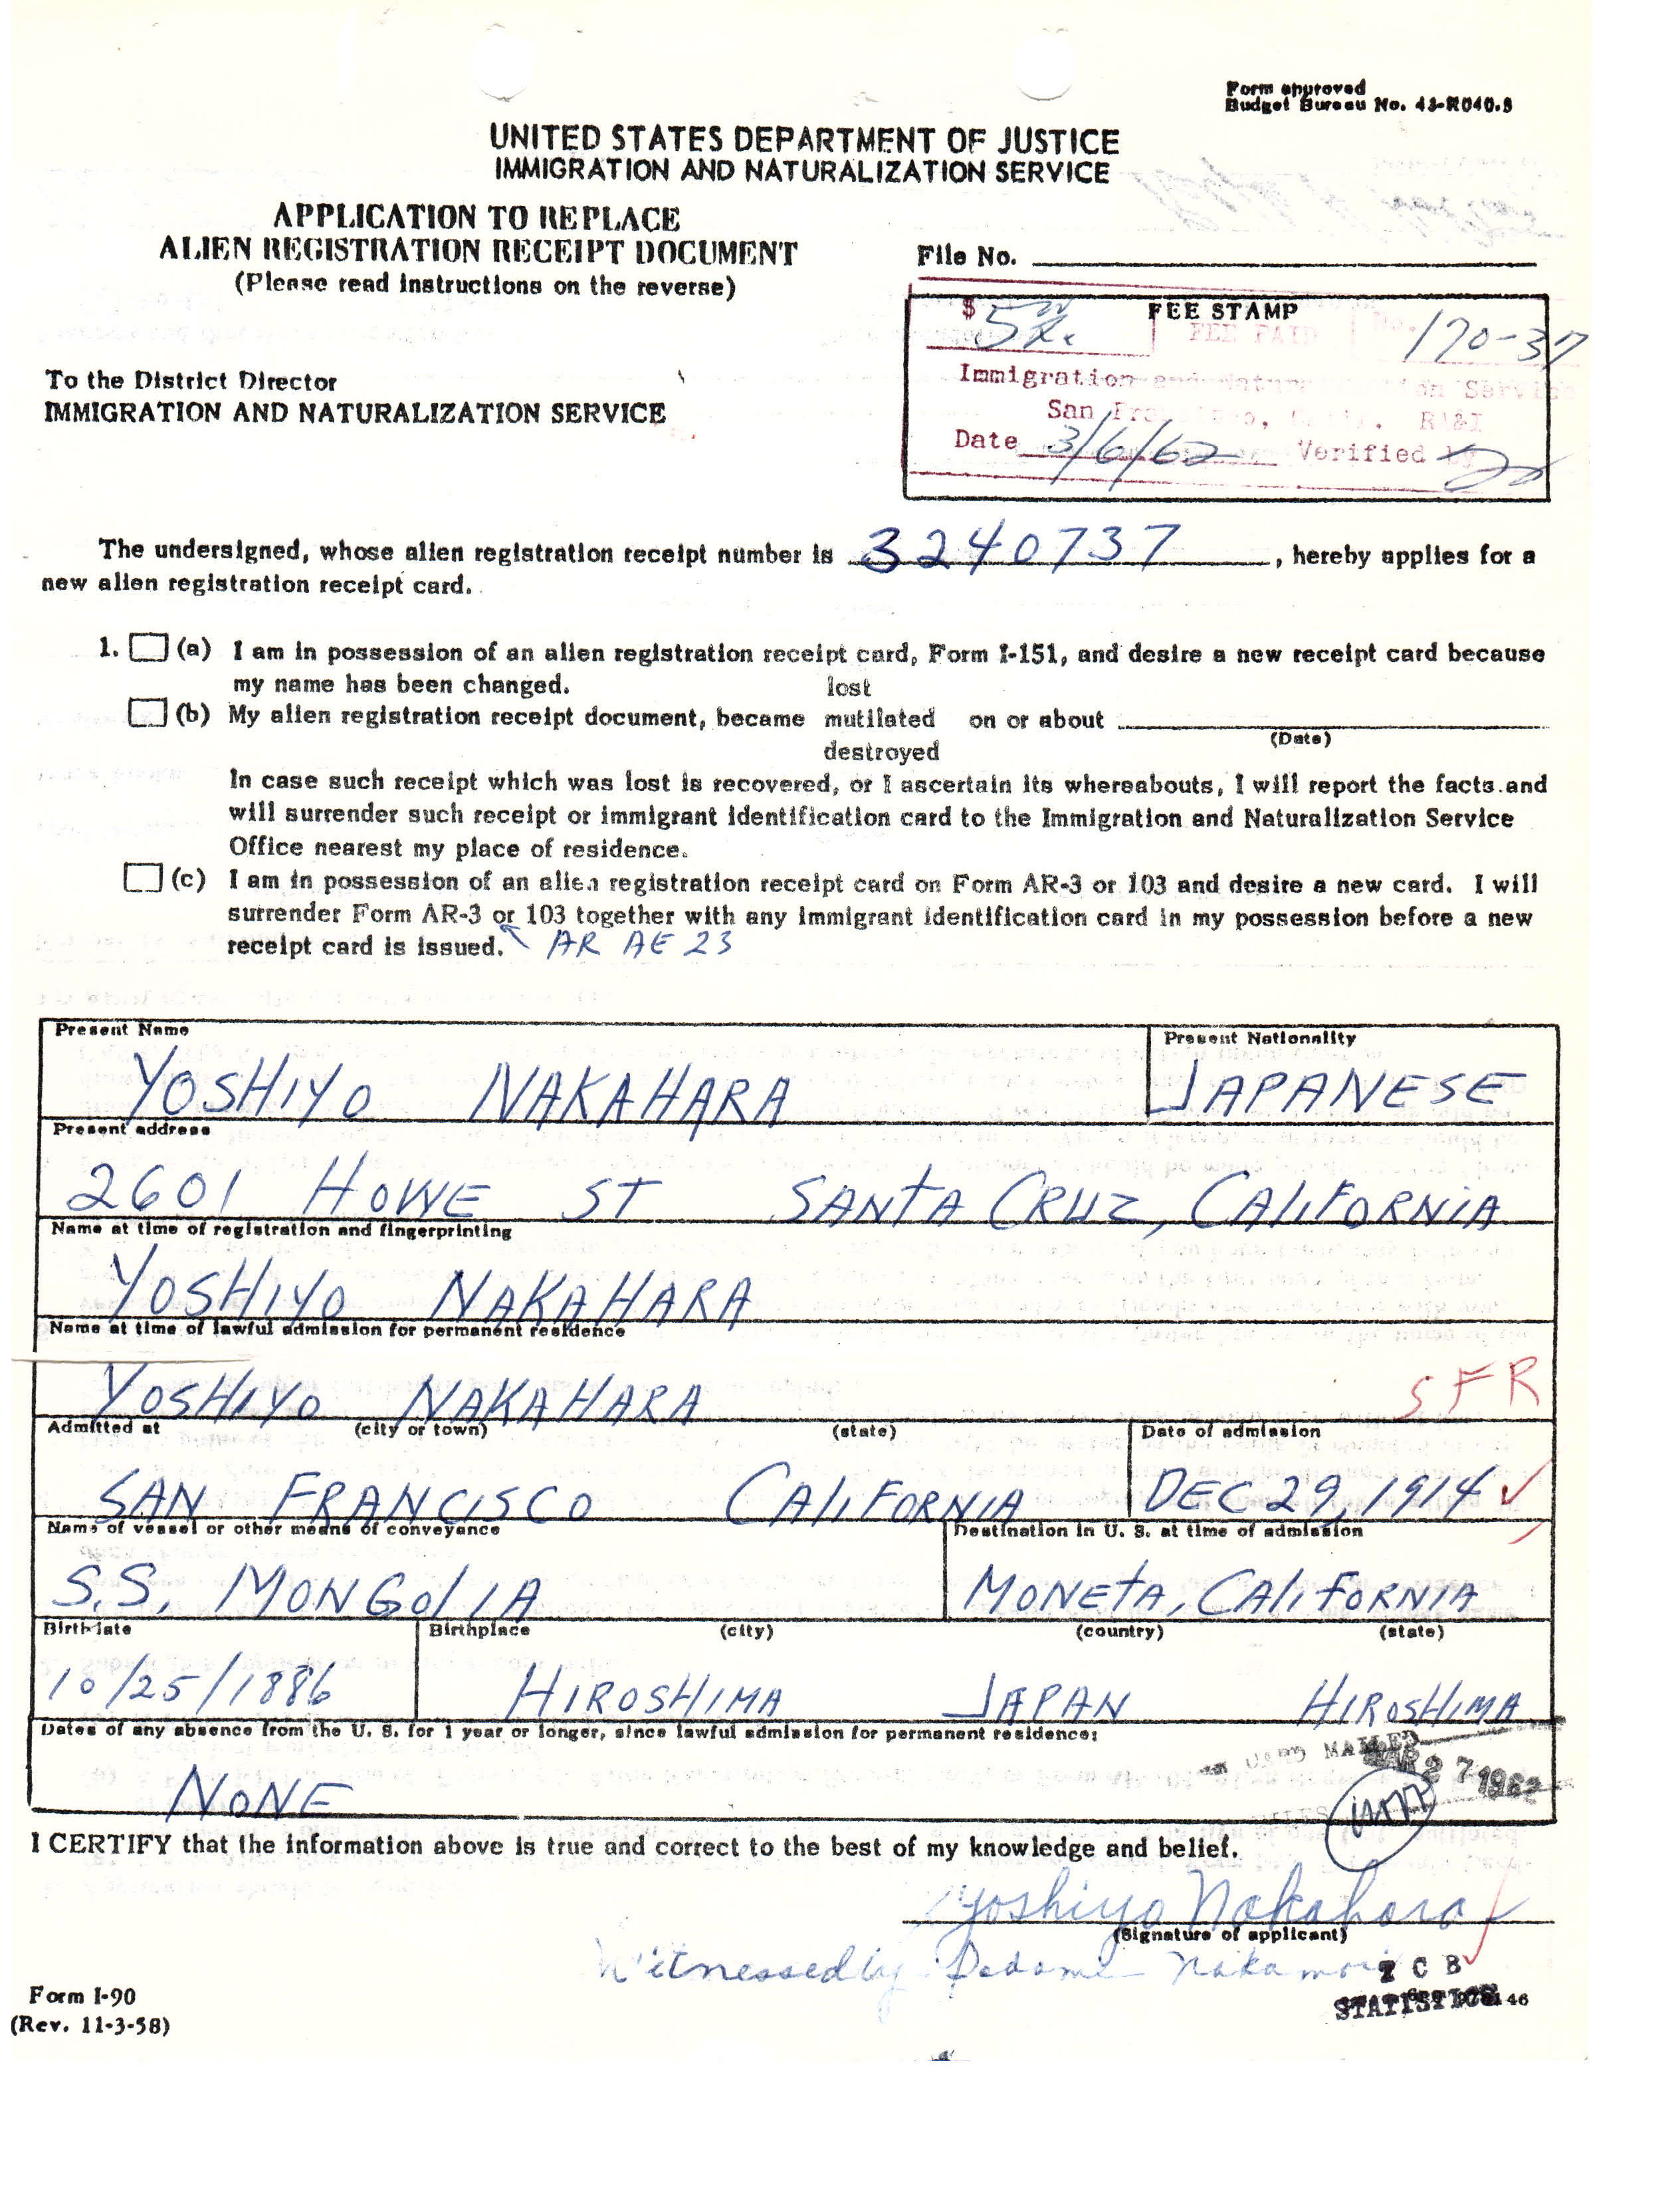 Form approved
Budget Bureau No. 43-R040.5
UNITED STATES DEPARTMENT OF JUSTICE
IMMIGRATION AND NATURALIZATION SERVICE
APPLICATION TO REPLACE
ALIEN REGISTRATION RECEIPT DOCUMENT
(Please read instructions on the reverse)
File No.
FEE STAMP
$ 5 FEE PAID No. 170-37
To the District Director
IMMIGRATION AND NATURALIZATION SERVICE
Immigration and Service
San R&I
Date 3/6/62 Verified by
The undersigned, whose alien registration receipt number is 3240737, hereby applies for a
new alien registration receipt card.
1. (a) I am in possession of an alien registration receipt card, Form I-151, and desire a new receipt card because
my name has been changed.
lost
(b) My alien registration receipt document, became mutilated on or about
(Date)
destroyed
In case such receipt which was lost is recovered, or I ascertain its whereabouts, I will report the facts and
will surrender such receipt or immigrant identification card to the Immigration and Naturalization Service
Office nearest my place of residence.
(c) I am in possession of an alien registration receipt card on Form AR-3 or 103 and desire a new card. I will
surrender Form AR-3 or 103 together with any immigrant identification card in my possession before a new
receipt card is issued. AR AE 23
Present Name Present Nationality
YOSHIYO NAKAHARA JAPANESE
Present address
2601 HOWE ST SANTA CRUZ, CALIFORNIA
Name at time of registration and fingerprinting
YOSHIYO NAKAHARA
Name at time of lawful admission for permanent residence
YOSHIYO NAKAHARA SFR
Admitted at (city or town) (state) Date of admission
SAN FRANCISCO CALIFORNIA DEC 29, 1914
Name of vessel or other means of conveyance Destination in U. S. at time of admission
S.S. MONGOLIA MONETA, CALIFORNIA
Birthdate Birthplace (city) (country) (state)
10/25/1886 HIROSHIMA JAPAN HIROSHIMA
Dates of any absence from the U. S. for 1 year or longer, since lawful admission for permanent residence:
CARD MAILED MAR 27 1962
NONE
I CERTIFY that the information above is true and correct to the best of my knowledge and belief.
Yoshiyo Nakahara
(Signature of applicant)
Witnessed by
C B
STATISTICS
46
Form I-90
(Rev. 11-3-58)